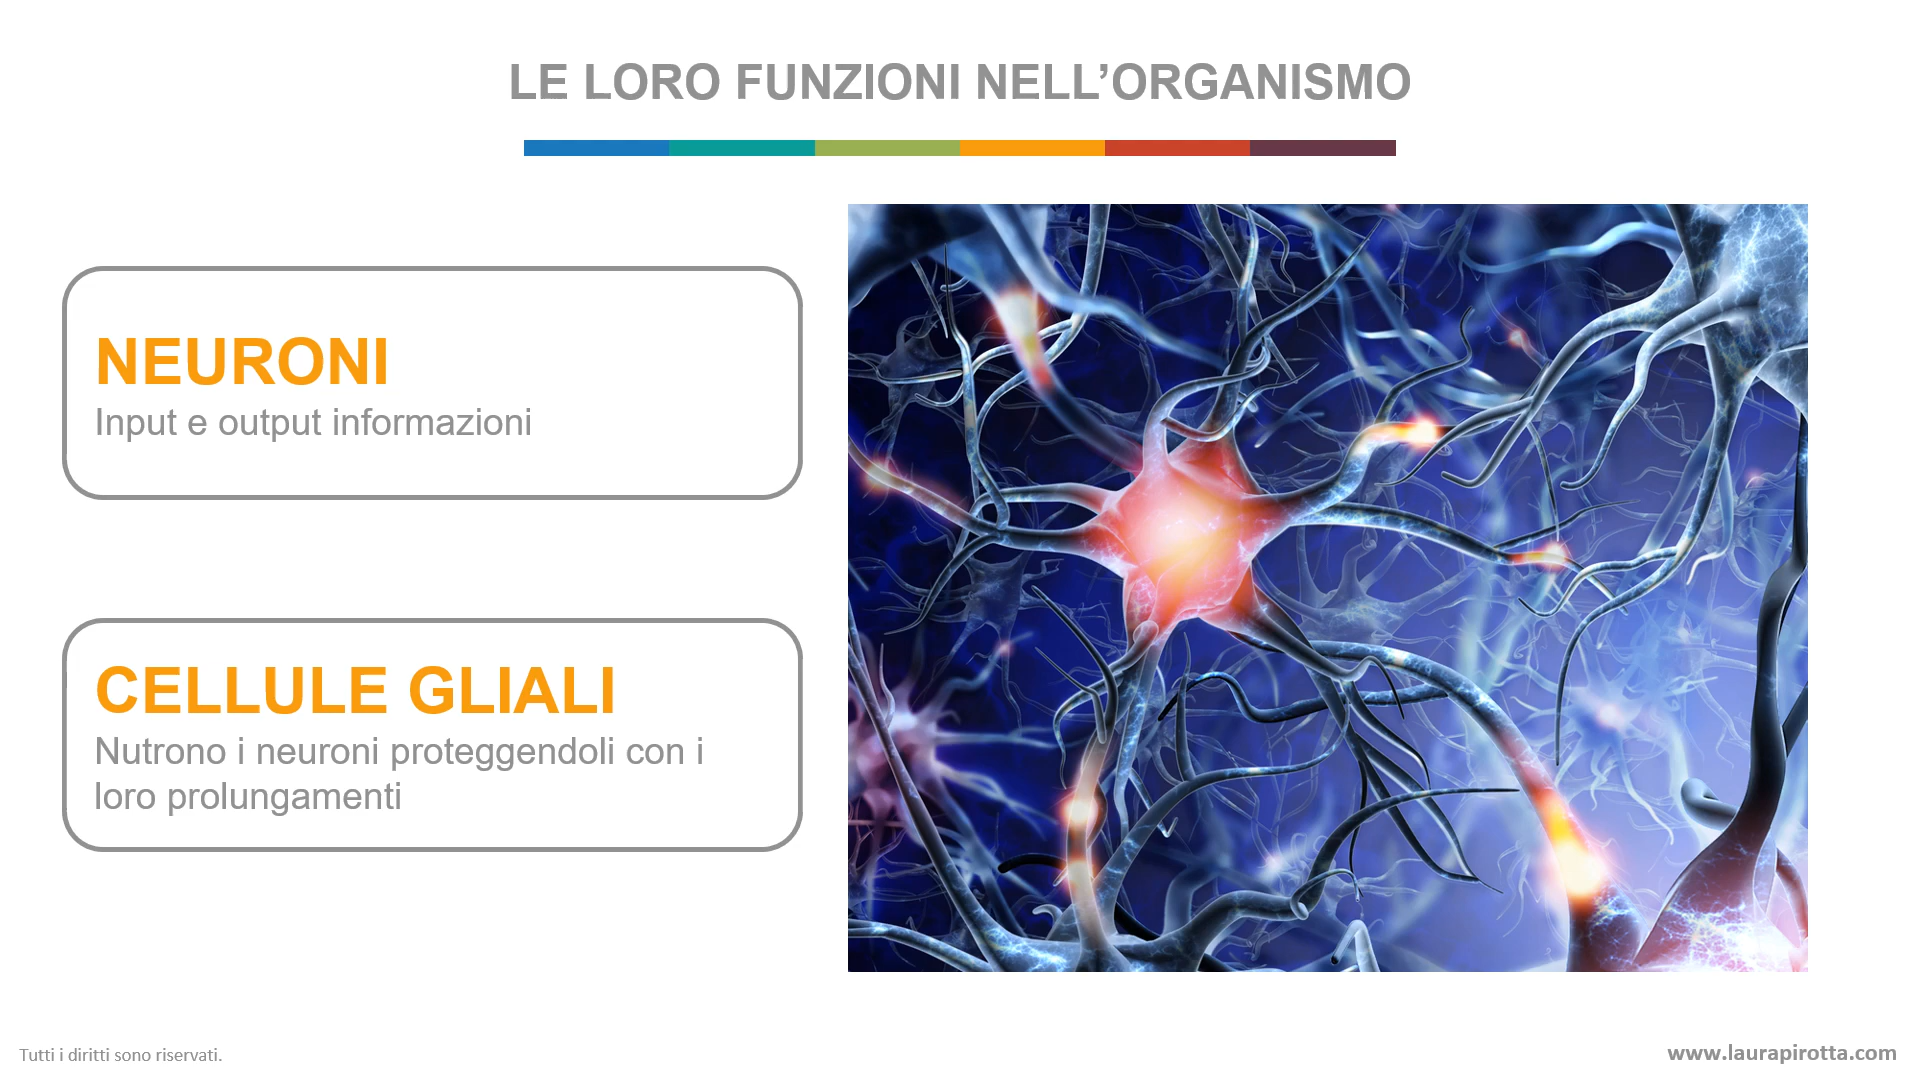 LE LORO FUNZIONI NELL’ORGANISMO
NEURONI
Input e output informazioni
CELLULE GLIALI
Nutrono i neuroni proteggendoli con i
loro prolungamenti
Tutti i diritti sono riservati.
www.laurapirotta.com